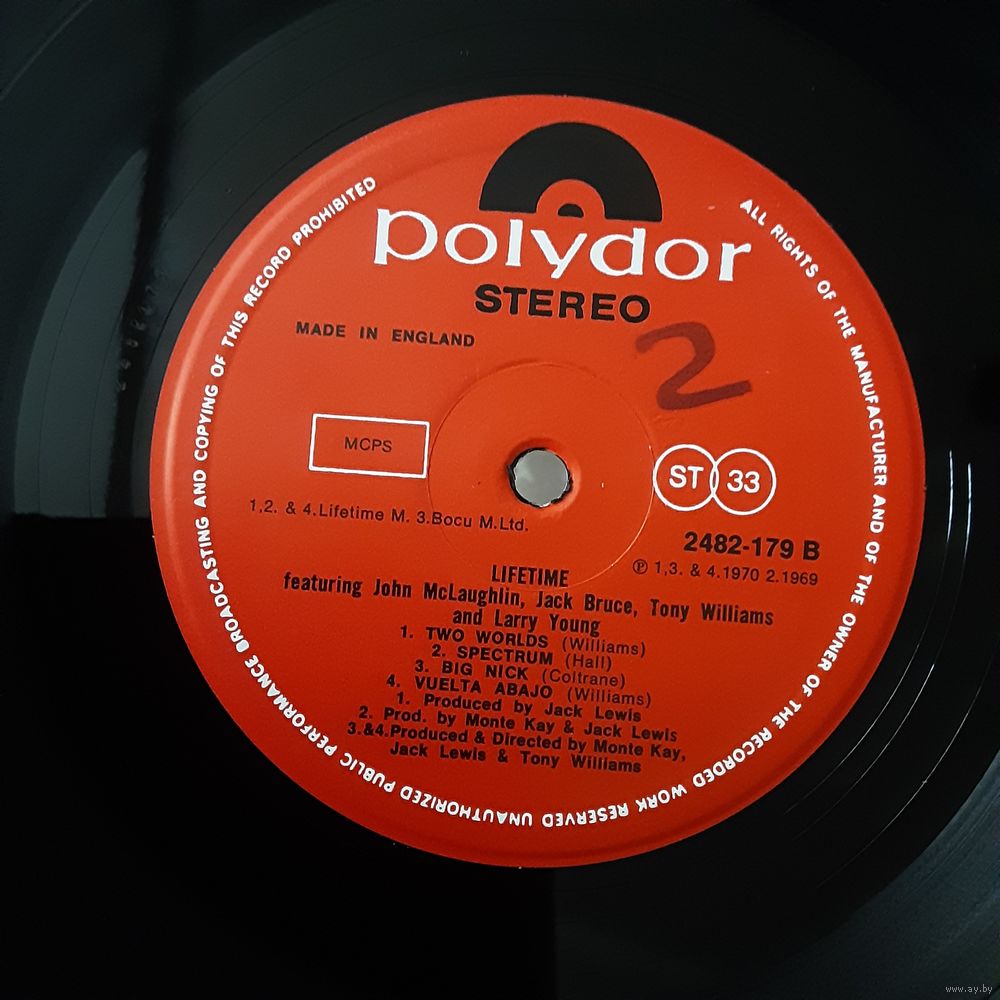 polydor
STEREO
MADE IN ENGLAND
2
MCPS
ST 33
1,2. & 4.Lifetime M. 3.Bocu M.Ltd.
2482-179 B
℗ 1,3. & 4.1970 2.1969
LIFETIME
featuring John McLaughlin, Jack Bruce, Tony Williams
and Larry Young
1. TWO WORLDS (Williams)
2. SPECTRUM (Hall)
3. BIG NICK (Coltrane)
4. VUELTA ABAJO (Williams)
1. Produced by Jack Lewis
2. Prod. by Monte Kay & Jack Lewis
3.&4.Produced & Directed by Monte Kay,
Jack Lewis & Tony Williams
ALL RIGHTS OF THE MANUFACTURER AND OF THE OWNER OF THE RECORDED WORK RESERVED UNAUTHORIZED PUBLIC PERFORMANCE BROADCASTING AND COPYING OF THIS RECORD PROHIBITED
www.ay.by